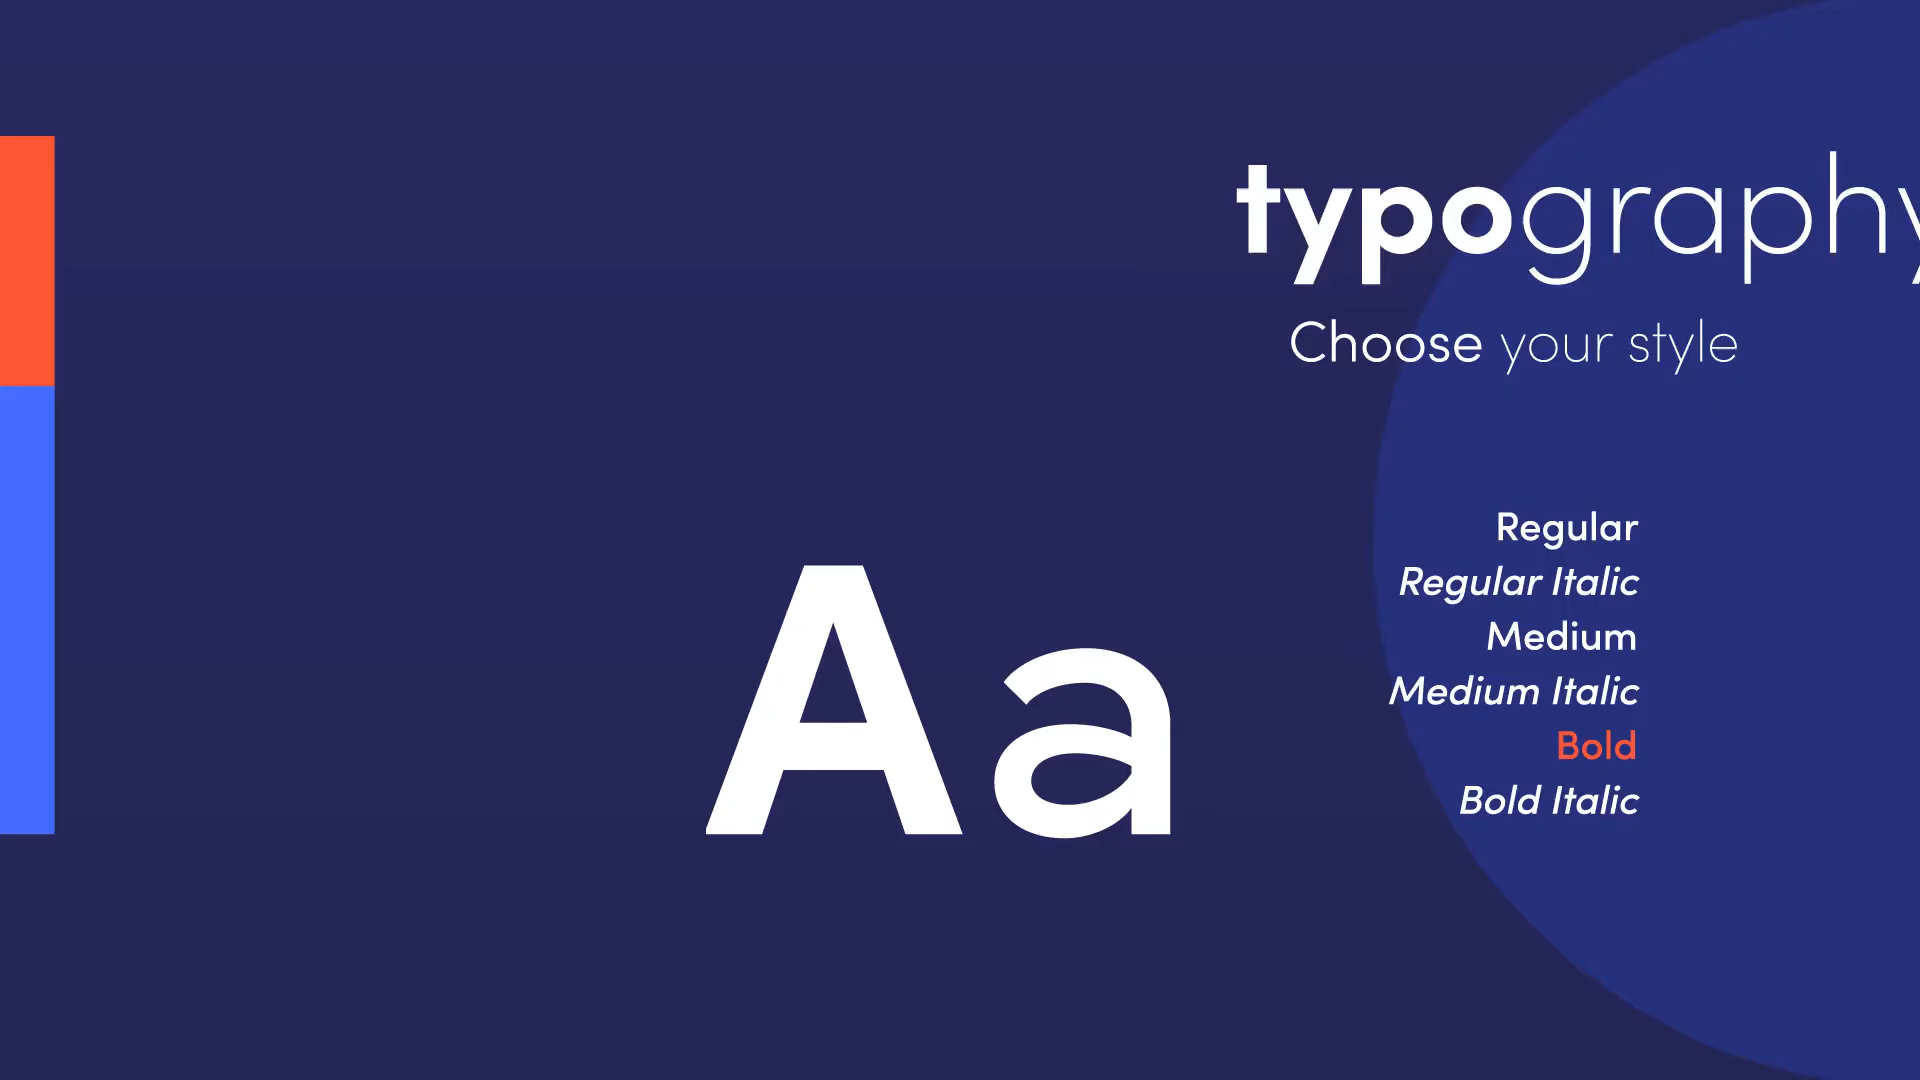 typography
Choose your style
Aa
Regular
Regular Italic
Medium
Medium Italic
Bold
Bold Italic